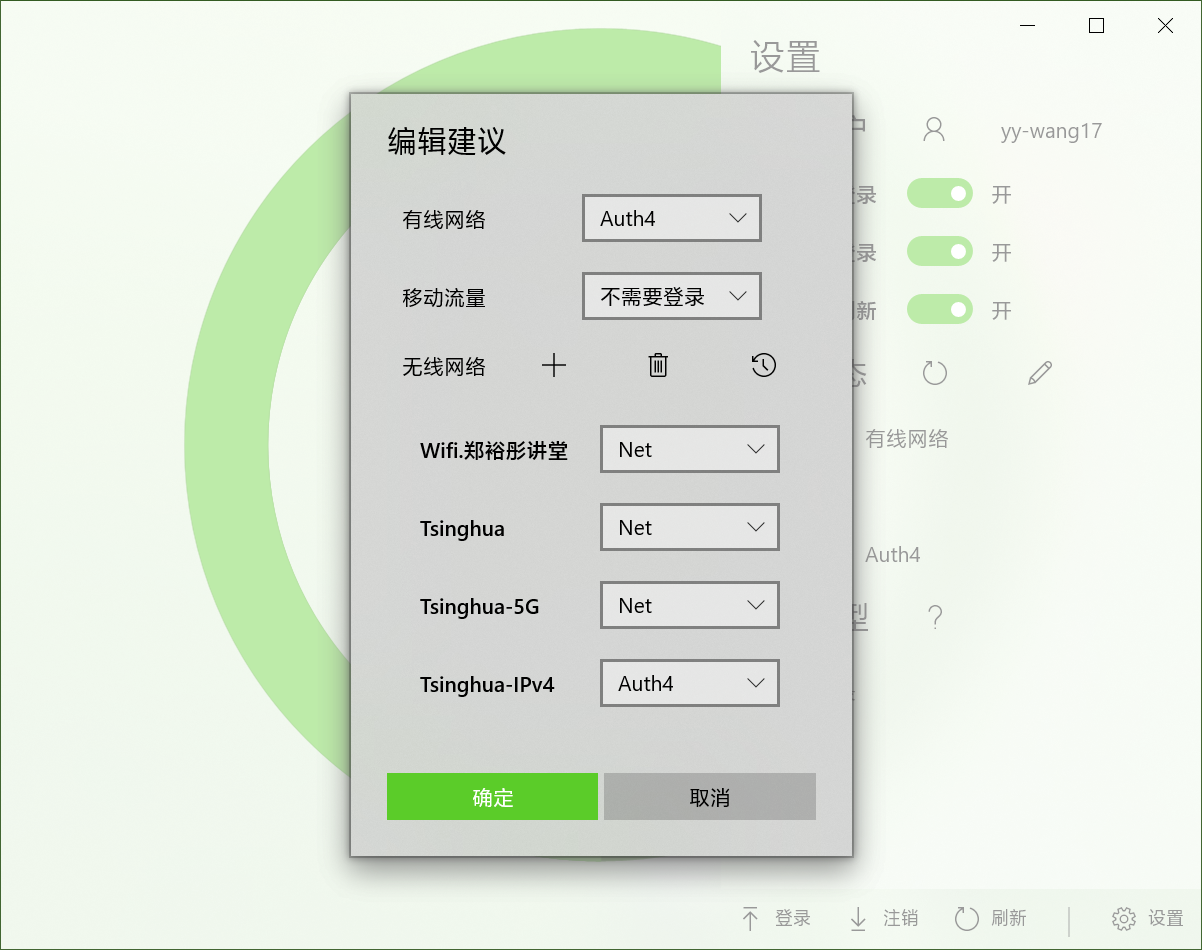 设置
编辑建议
yy-wang17
录 开
有线网络 Auth4
录 开
移动流量 不需要登录
新 开
无线网络
有线网络
Wifi.郑裕彤讲堂 Net
Tsinghua Net
Auth4
Tsinghua-5G Net
型 ?
Tsinghua-IPv4 Auth4
确定 取消
登录 注销 刷新 设置